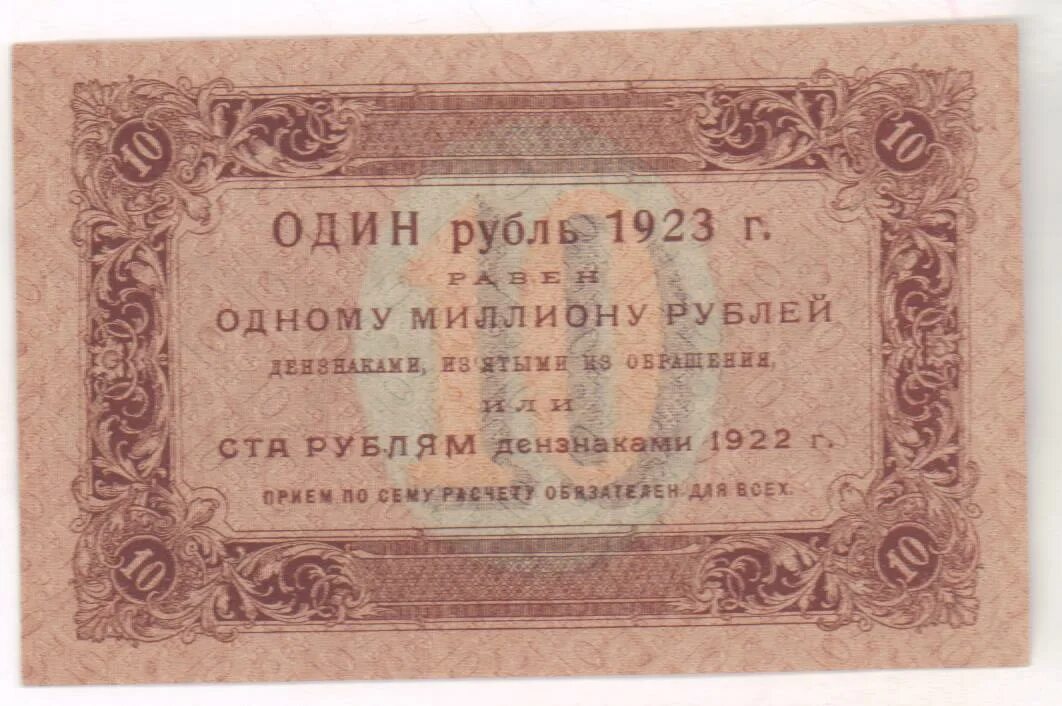 10 10
ОДИН рубль 1923 г.
РАВЕН
ОДНОМУ МИЛЛИОНУ РУБЛЕЙ
ДЕНЗНАКАМИ, ИЗ'ЯТЫМИ ИЗ ОБРАЩЕНИЯ,
ИЛИ
СТА РУБЛЯМ дензнаками 1922 г.
ПРИЕМ ПО СЕМУ РАСЧЕТУ ОБЯЗАТЕЛЕН ДЛЯ ВСЕХ.
10
10 10